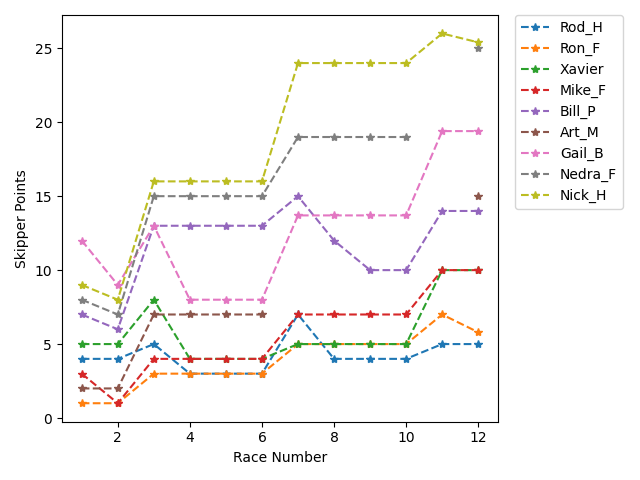 Rod_H
Ron_F
Xavier
Mike_F
Bill_P
Art_M
Gail_B
Nedra_F
Nick_H
25
20
15
10
5
0
Skipper Points
2 4 6 8 10 12
Race Number